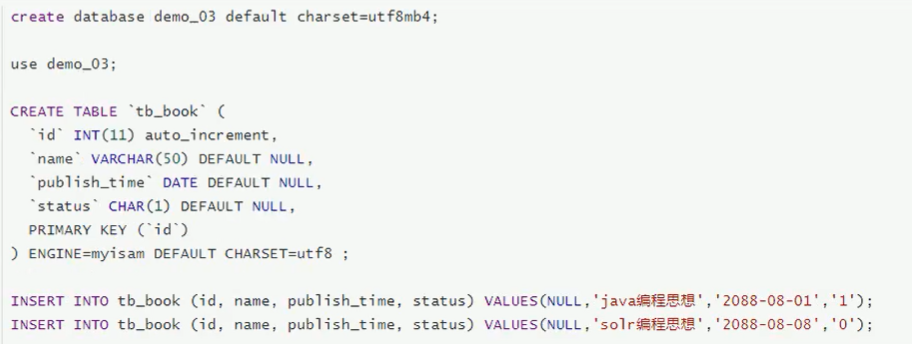 create database demo_03 default charset=utf8mb4;
use demo_03;
CREATE TABLE `tb_book` (
`id` INT(11) auto_increment,
`name` VARCHAR(50) DEFAULT NULL,
`publish_time` DATE DEFAULT NULL,
`status` CHAR(1) DEFAULT NULL,
PRIMARY KEY (`id`)
) ENGINE=myisam DEFAULT CHARSET=utf8 ;
INSERT INTO tb_book (id, name, publish_time, status) VALUES(NULL,'java编程思想','2088-08-01','1');
INSERT INTO tb_book (id, name, publish_time, status) VALUES(NULL,'solr编程思想','2088-08-08','0');